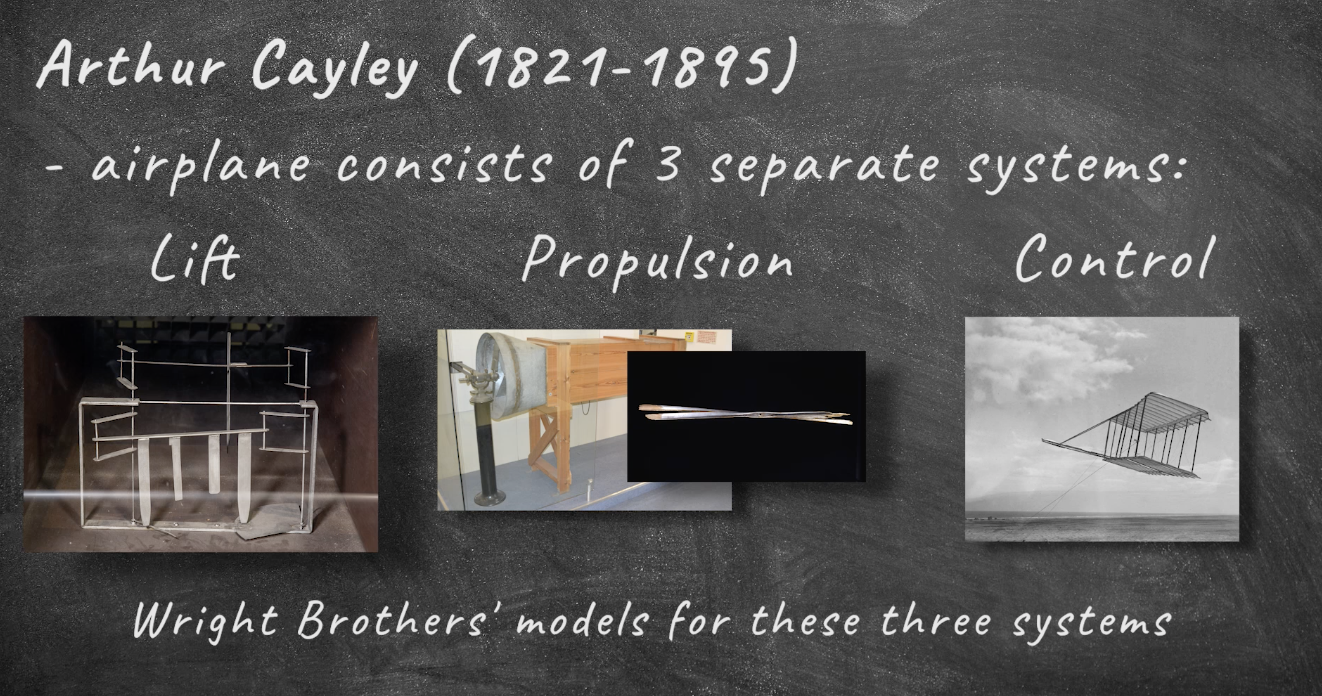 Arthur Cayley (1821-1895)
- airplane consists of 3 separate systems:
Lift Propulsion Control
Wright Brothers' models for these three systems